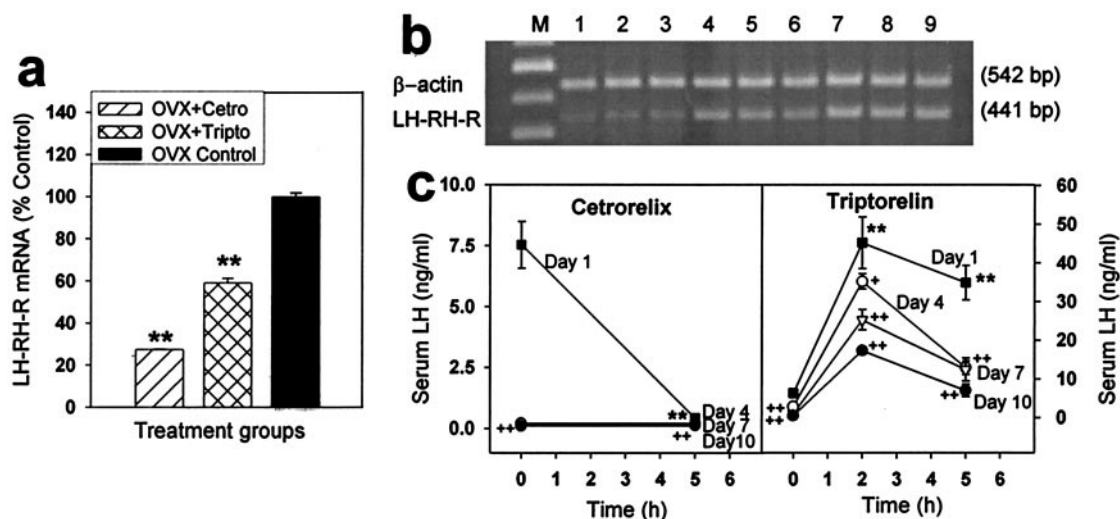 a
LH-RH-R mRNA (% Control)
140
120
100
80
60
40
20
0
OVX+Cetro
OVX+Tripto
OVX Control
**
**
Treatment groups
b
M 1 2 3 4 5 6 7 8 9
β–actin (542 bp)
LH-RH-R (441 bp)
c
Serum LH (ng/ml)
10.0
7.5
5.0
2.5
0.0
Cetrorelix
Day 1
** Day 4
Day 7
++ ++ Day10
0 1 2 3 4 5 6
Time (h)
Triptorelin
** Day 1
**
+
Day 4
++
++
++ Day 7
++ Day 10
++
++
0 1 2 3 4 5 6
Time (h)
60
50
40
30
20
10
0
Serum LH (ng/ml)